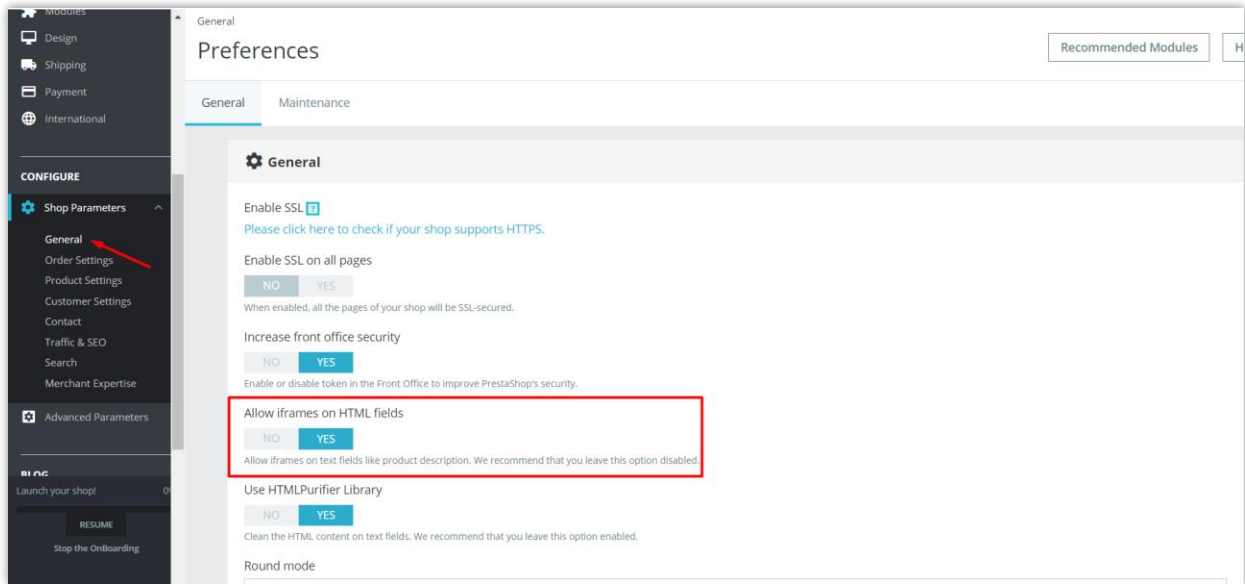 Modules
Design
Shipping
Payment
International
CONFIGURE
Shop Parameters
General
Order Settings
Product Settings
Customer Settings
Contact
Traffic & SEO
Search
Merchant Expertise
Advanced Parameters
BLOG
Launch your shop!
RESUME
Stop the OnBoarding
General
Preferences
Recommended Modules
H
General
Maintenance
General
Enable SSL ?
Please click here to check if your shop supports HTTPS.
Enable SSL on all pages
NO YES
When enabled, all the pages of your shop will be SSL-secured.
Increase front office security
NO YES
Enable or disable token in the Front Office to improve PrestaShop's security.
Allow iframes on HTML fields
NO YES
Allow iframes on text fields like product description. We recommend that you leave this option disabled.
Use HTMLPurifier Library
NO YES
Clean the HTML content on text fields. We recommend that you leave this option enabled.
Round mode